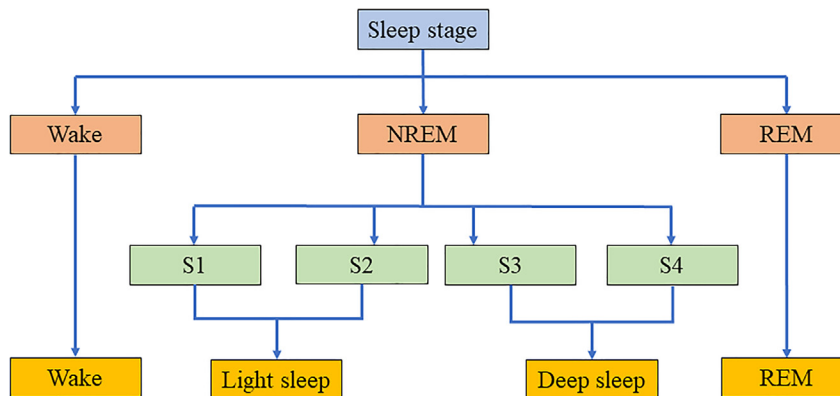 Sleep stage
Wake
NREM
REM
S1
S2
S3
S4
Wake
Light sleep
Deep sleep
REM